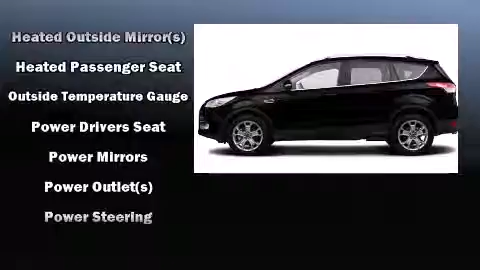 Heated Outside Mirror(s)
Heated Passenger Seat
Outside Temperature Gauge
Power Drivers Seat
Power Mirrors
Power Outlet(s)
Power Steering